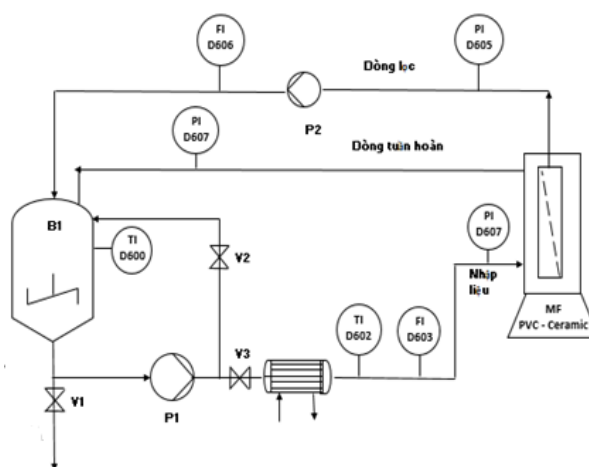 FI
D606
PI
D605
Dòng lọc
P2
PI
D607
Dòng tuần hoàn
B1
TI
D600
V2
PI
D607
Nhập
liệu
MF
PVC - Ceramic
TI
D602
FI
D603
V3
V1
P1